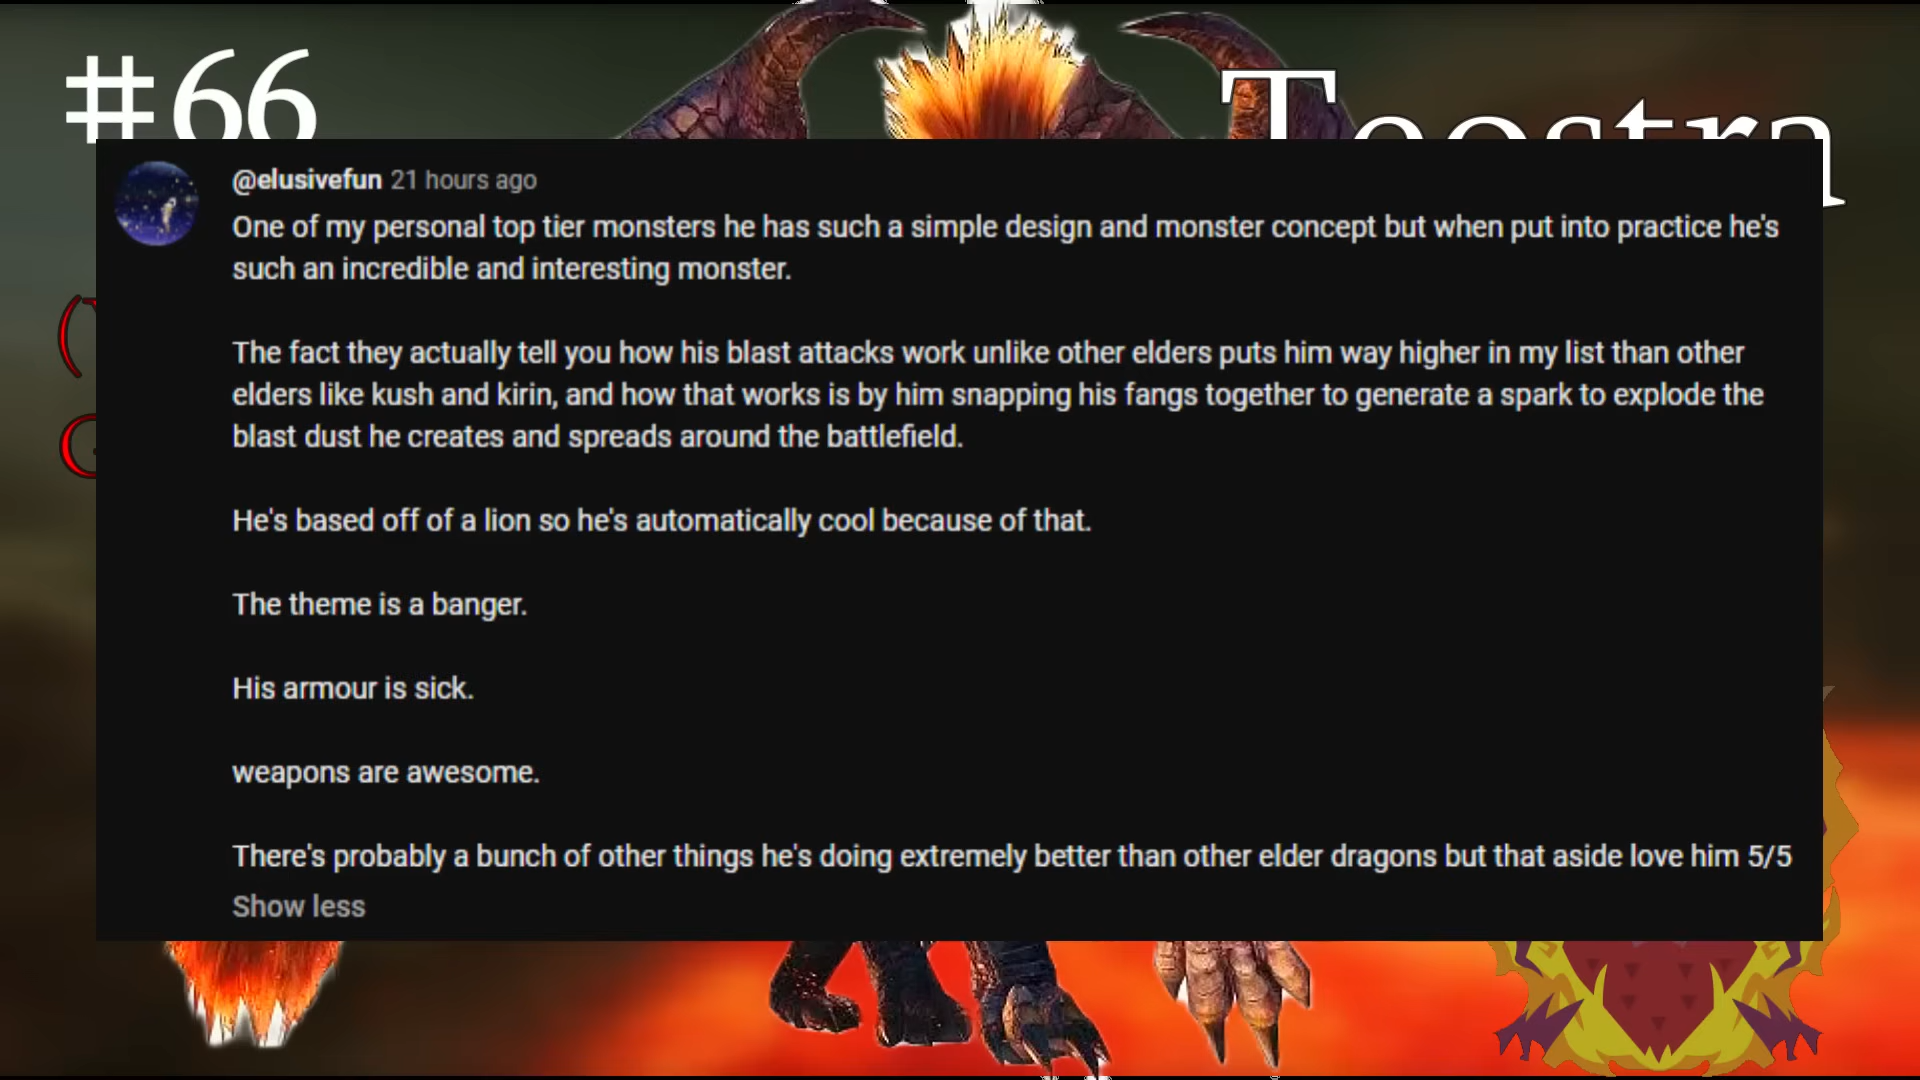 #66
Teostra
@elusivefun 21 hours ago
One of my personal top tier monsters he has such a simple design and monster concept but when put into practice he's
such an incredible and interesting monster.
The fact they actually tell you how his blast attacks work unlike other elders puts him way higher in my list than other
elders like kush and kirin, and how that works is by him snapping his fangs together to generate a spark to explode the
blast dust he creates and spreads around the battlefield.
He's based off of a lion so he's automatically cool because of that.
The theme is a banger.
His armour is sick.
weapons are awesome.
There's probably a bunch of other things he's doing extremely better than other elder dragons but that aside love him 5/5
Show less